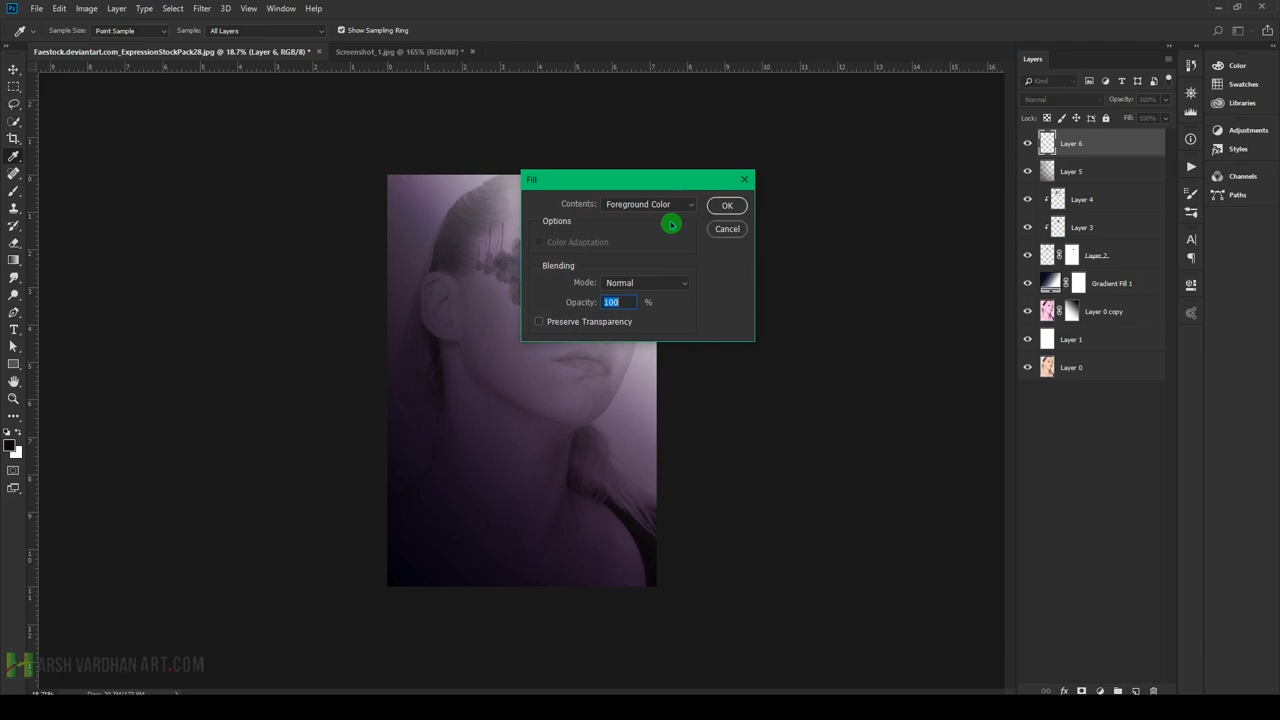 Ps File Edit Image Layer Type Select Filter 3D View Window Help
Sample Size: Point Sample Sample: All Layers Show Sampling Ring
Faestock.deviantart.com_ExpressionStockPack28.jpg @ 18.7% (Layer 6, RGB/8) * × Screenshot_1.jpg @ 165% (RGB/8#) * ×
Layers
Kind
Normal Opacity: 100%
Lock: Fill: 100%
Layer 6
Layer 5
Layer 4
Layer 3
Layer 2
Gradient Fill 1
Layer 0 copy
Layer 1
Layer 0
Color
Swatches
Libraries
Adjustments
Styles
Channels
Paths
Fill
Contents: Foreground Color OK
Options
Cancel
Color Adaptation
Blending
Mode: Normal
Opacity: 100 %
Preserve Transparency
HARSH VARDHAN ART.COM